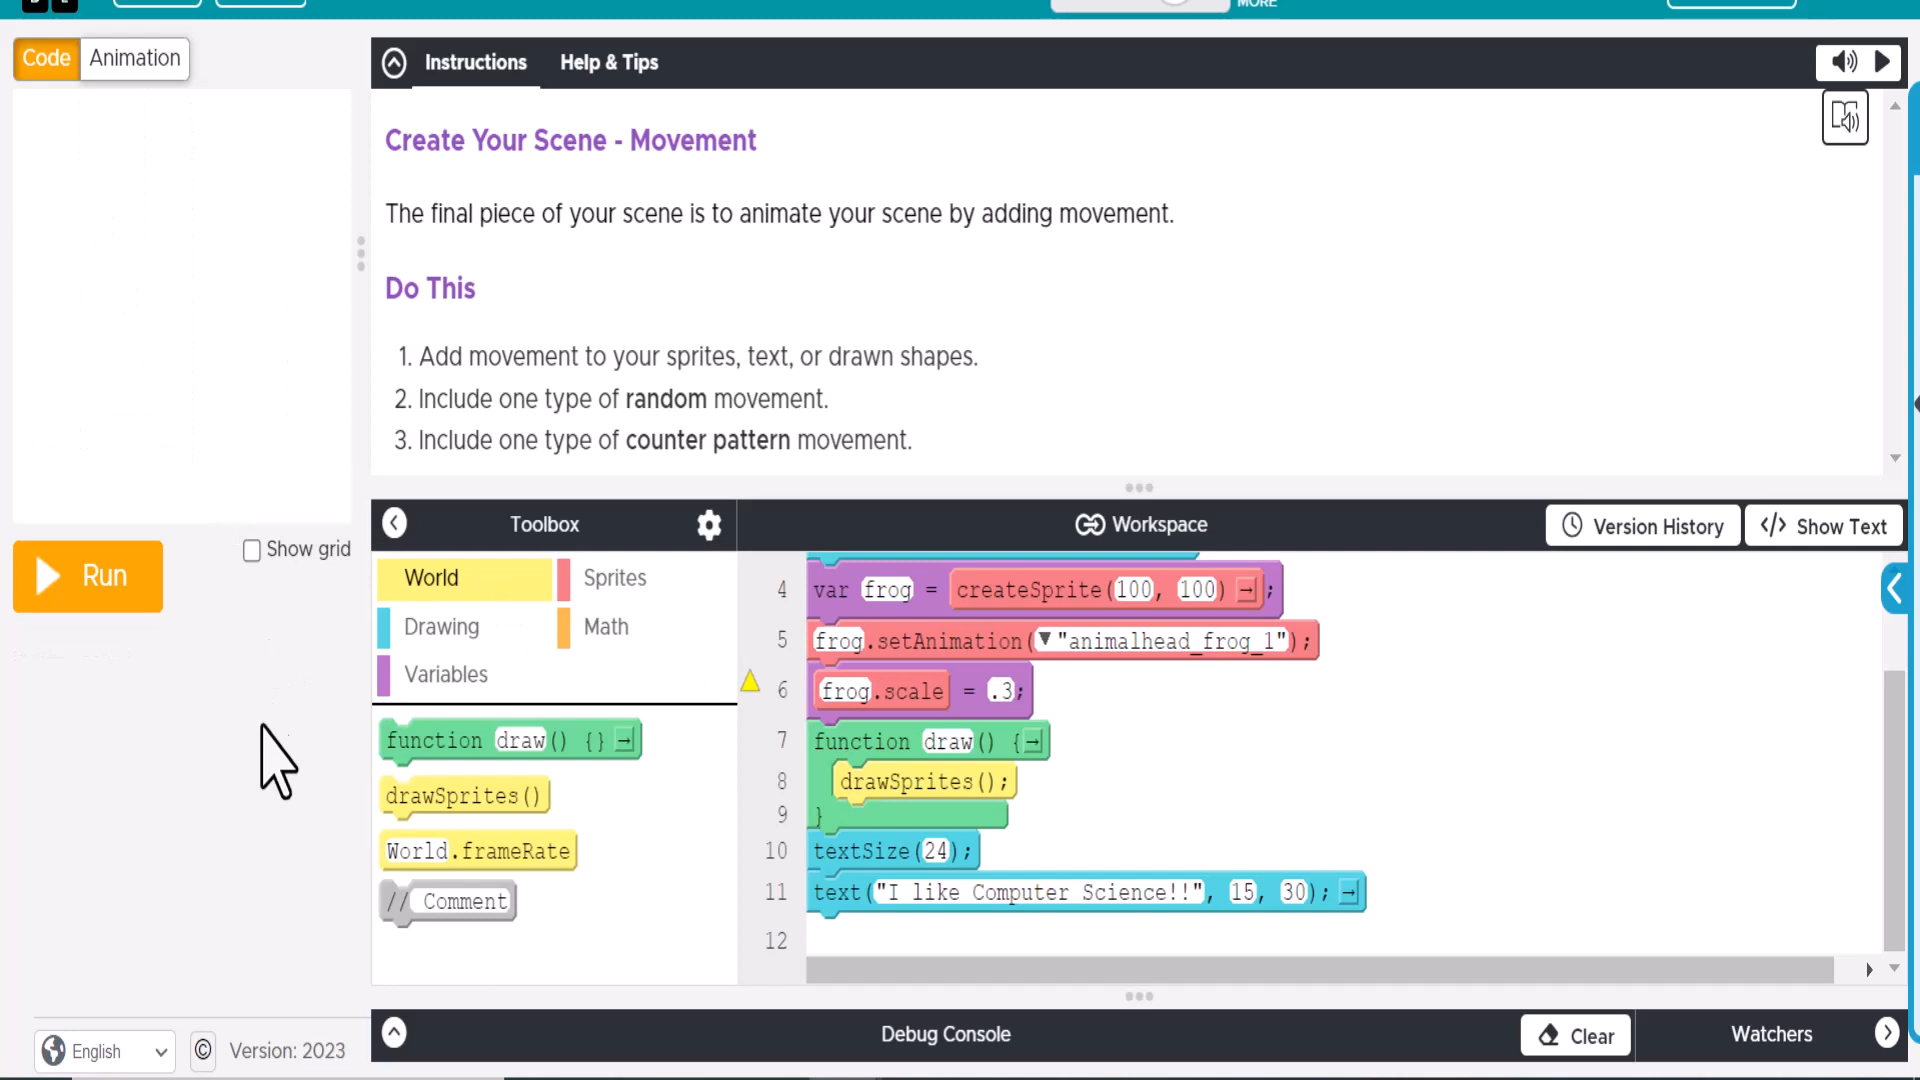 MORE
Code Animation
Instructions Help & Tips
Create Your Scene - Movement
The final piece of your scene is to animate your scene by adding movement.
Do This
1. Add movement to your sprites, text, or drawn shapes.
2. Include one type of random movement.
3. Include one type of counter pattern movement.
Run
Show grid
Toolbox
Workspace
Version History
</> Show Text
World
Sprites
Drawing
Math
Variables
function draw() {} →
drawSprites()
World.frameRate
// Comment
4 var frog = createSprite(100, 100) → ;
5 frog.setAnimation(▼"animalhead_frog_1");
6 frog.scale = .3;
7 function draw() {→
8 drawSprites();
9 }
10 textSize(24);
11 text("I like Computer Science!!", 15, 30); →
12
English
©
Version: 2023
Debug Console
Clear
Watchers